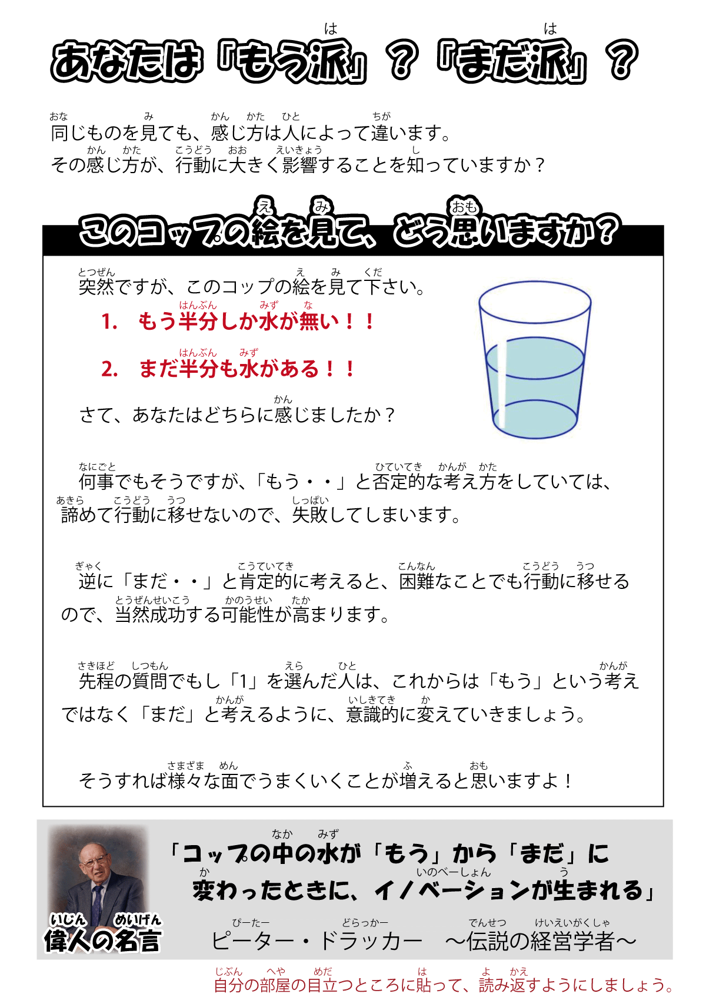 あなたは『もう派』？『まだ派』？
同じものを見ても、感じ方は人によって違います。
その感じ方が、行動に大きく影響することを知っていますか？
このコップの絵を見て、どう思いますか？
突然ですが、このコップの絵を見て下さい。
1. もう半分しか水が無い！！
2. まだ半分も水がある！！
さて、あなたはどちらに感じましたか？
何事でもそうですが、「もう・・」と否定的な考え方をしていては、
諦めて行動に移せないので、失敗してしまいます。
逆に「まだ・・」と肯定的に考えると、困難なことでも行動に移せる
ので、当然成功する可能性が高まります。
先程の質問でもし「1」を選んだ人は、これからは「もう」という考え
ではなく「まだ」と考えるように、意識的に変えていきましょう。
そうすれば様々な面でうまくいくことが増えると思いますよ！
「コップの中の水が「もう」から「まだ」に
変わったときに、イノベーションが生まれる」
偉人の名言
ピーター・ドラッカー　～伝説の経営学者～
自分の部屋の目立つところに貼って、読み返すようにしましょう。